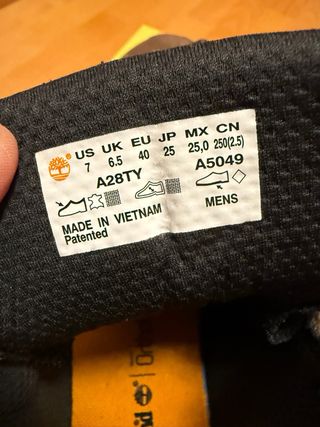 US UK EU JP MX CN
7 6.5 40 25 25,0 250(2.5)
A28TY A5049
MENS
MADE IN VIETNAM
Patented